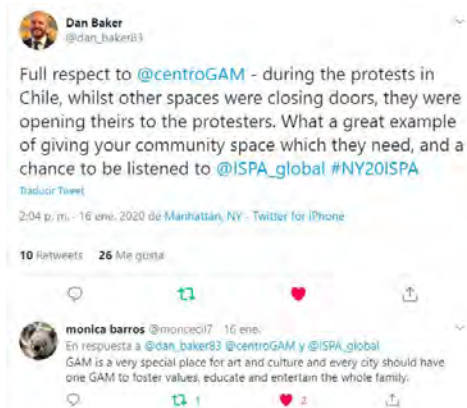 Dan Baker
@dan_baker83
Full respect to @centroGAM - during the protests in
Chile, whilst other spaces were closing doors, they were
opening theirs to the protesters. What a great example
of giving your community space which they need, and a
chance to be listened to @ISPA_global #NY20ISPA
Traducir Tweet
2:04 p. m. · 16 ene. 2020 de Manhattan, NY · Twitter for iPhone
10 Retweets 26 Me gusta
monica barros @moncecil7 · 16 ene.
En respuesta a @dan_baker83 @centroGAM y @ISPA_global
GAM is a very special place for art and culture and every city should have
one GAM to foster values, educate and entertain the whole family.
1 2